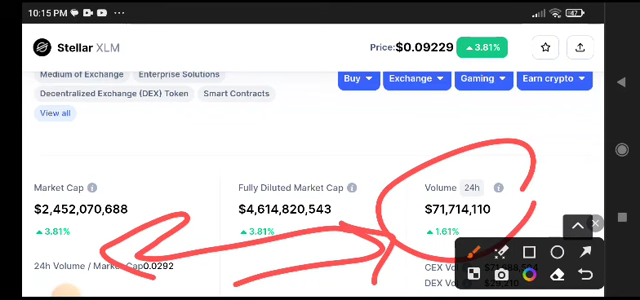 10:15 PM
47
Stellar XLM
Price: $0.09229 3.81%
Medium of Exchange Enterprise Solutions
Decentralized Exchange (DEX) Token Smart Contracts
View all
Buy Exchange Gaming Earn crypto
Market Cap Fully Diluted Market Cap Volume 24h
$2,452,070,688 $4,614,820,543 $71,714,110
3.81% 3.81% 1.61%
24h Volume / Market Cap 0.0292
CEX Vol
DEX Vol